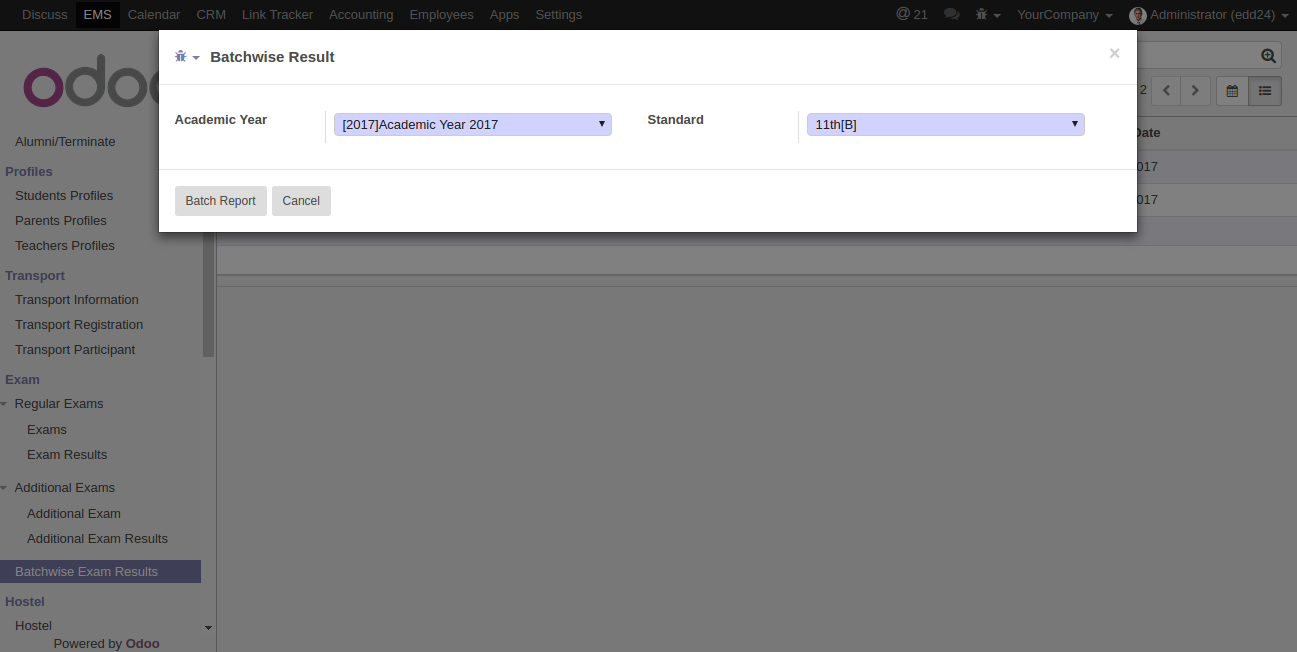 Discuss EMS Calendar CRM Link Tracker Accounting Employees Apps Settings @ 21 YourCompany Administrator (edd24)
Batchwise Result ×
odoo
2
Academic Year [2017]Academic Year 2017 Standard 11th[B]
Date
Alumni/Terminate
017
Profiles
Students Profiles
Batch Report Cancel
017
Parents Profiles
Teachers Profiles
Transport
Transport Information
Transport Registration
Transport Participant
Exam
Regular Exams
Exams
Exam Results
Additional Exams
Additional Exam
Additional Exam Results
Batchwise Exam Results
Hostel
Hostel
Powered by Odoo